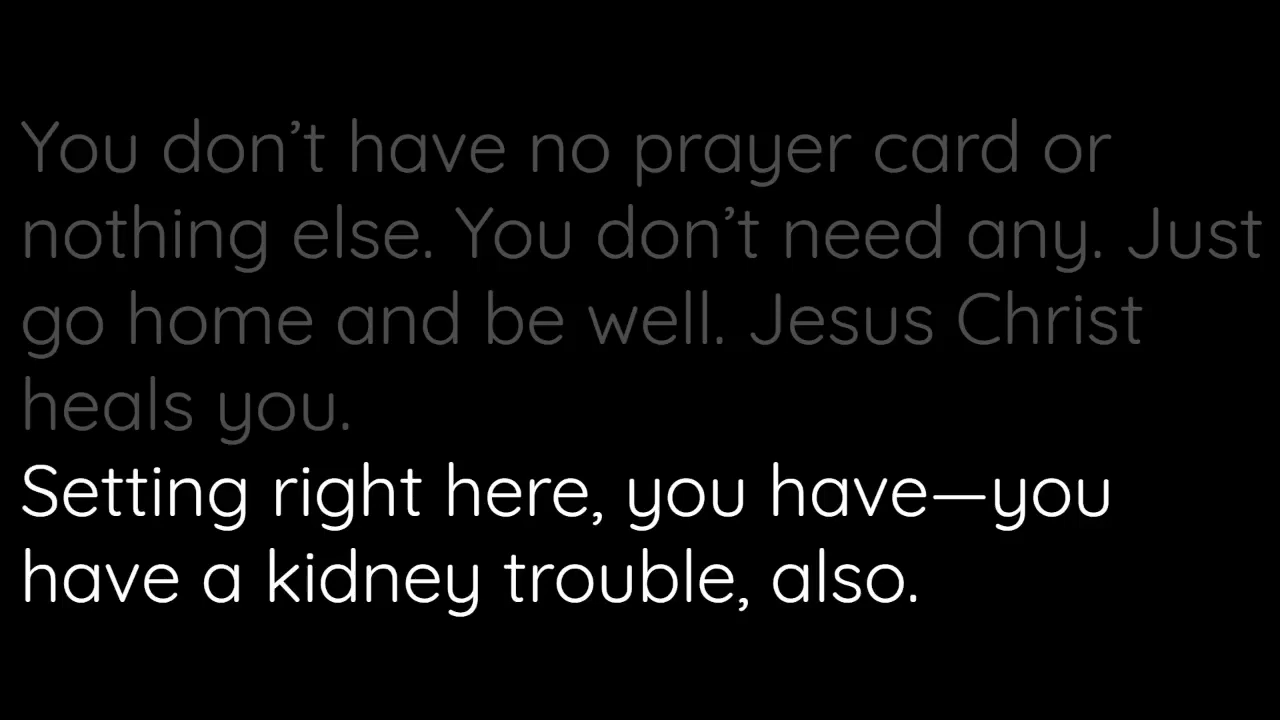 You don’t have no prayer card or
nothing else. You don’t need any. Just
go home and be well. Jesus Christ
heals you.
Setting right here, you have—you
have a kidney trouble, also.